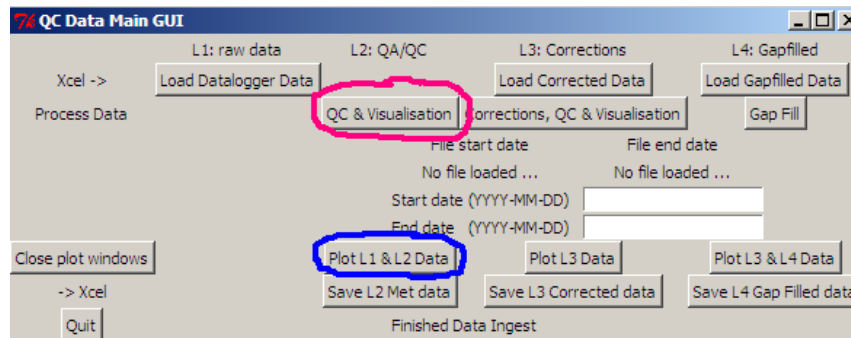 QC Data Main GUI
L1: raw data L2: QA/QC L3: Corrections L4: Gapfilled
Xcel -> Load Datalogger Data Load Corrected Data Load Gapfilled Data
Process Data QC & Visualisation Corrections, QC & Visualisation Gap Fill
File start date File end date
No file loaded ... No file loaded ...
Start date (YYYY-MM-DD)
End date (YYYY-MM-DD)
Close plot windows Plot L1 & L2 Data Plot L3 Data Plot L3 & L4 Data
-> Xcel Save L2 Met data Save L3 Corrected data Save L4 Gap Filled data
Quit Finished Data Ingest